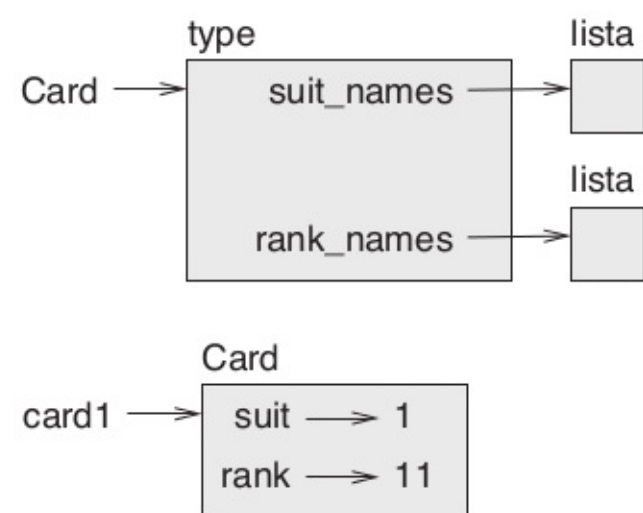 type lista
Card suit_names
lista
rank_names
Card
card1 suit 1
rank 11